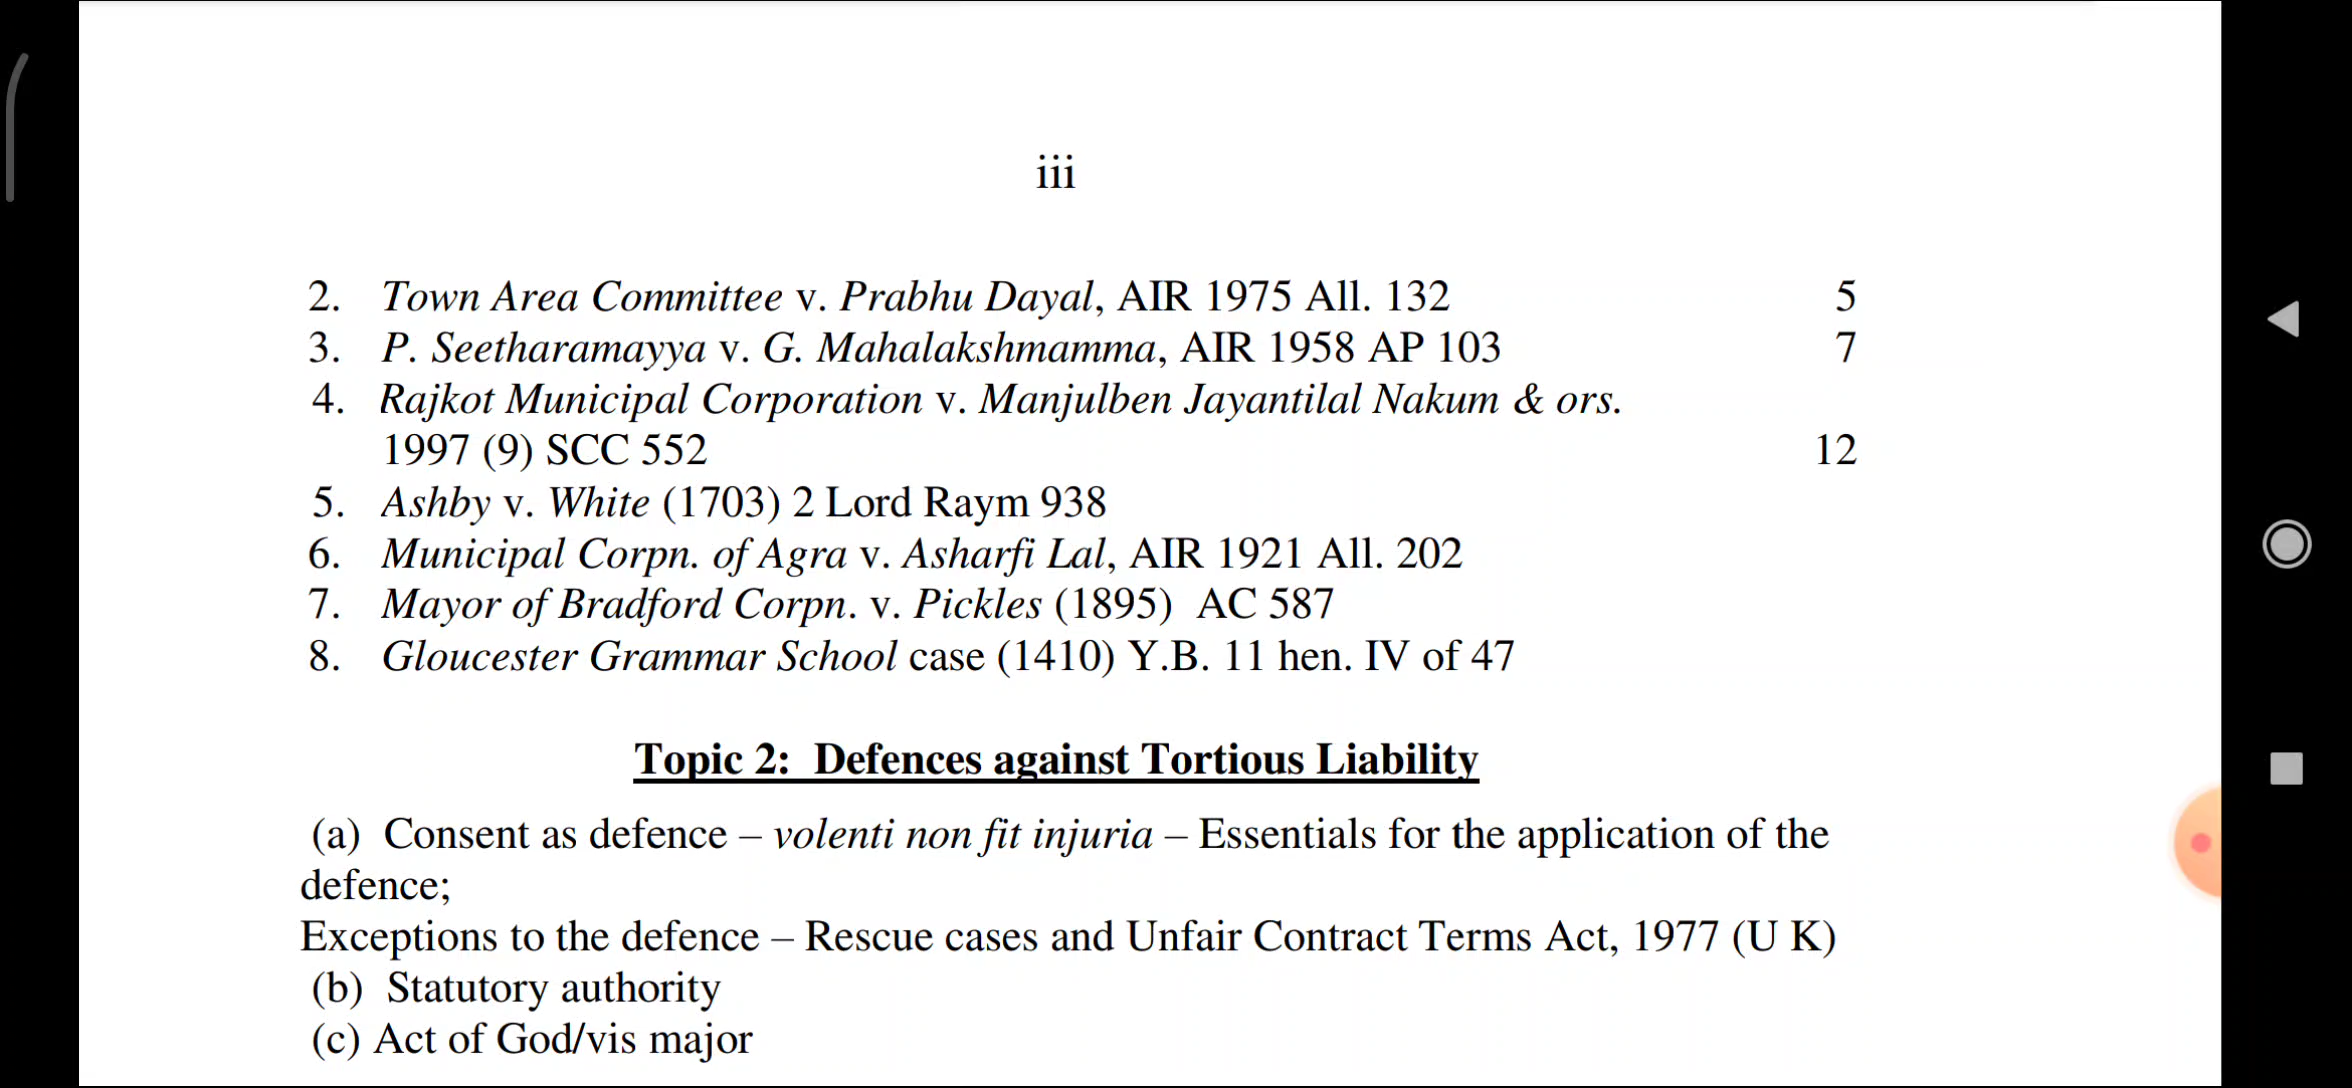 iii
2. Town Area Committee v. Prabhu Dayal, AIR 1975 All. 132 5
3. P. Seetharamayya v. G. Mahalakshmamma, AIR 1958 AP 103 7
4. Rajkot Municipal Corporation v. Manjulben Jayantilal Nakum & ors.
1997 (9) SCC 552 12
5. Ashby v. White (1703) 2 Lord Raym 938
6. Municipal Corpn. of Agra v. Asharfi Lal, AIR 1921 All. 202
7. Mayor of Bradford Corpn. v. Pickles (1895) AC 587
8. Gloucester Grammar School case (1410) Y.B. 11 hen. IV of 47
Topic 2: Defences against Tortious Liability
(a) Consent as defence – volenti non fit injuria – Essentials for the application of the
defence;
Exceptions to the defence – Rescue cases and Unfair Contract Terms Act, 1977 (U K)
(b) Statutory authority
(c) Act of God/vis major